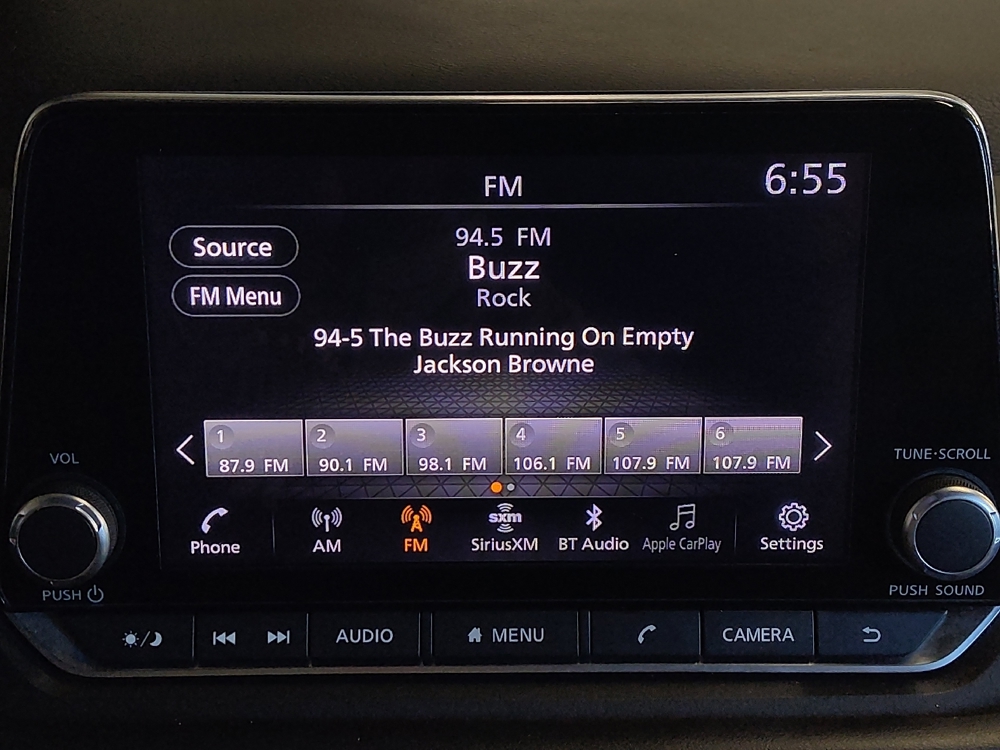 FM
6:55
Source
FM Menu
94.5 FM
Buzz
Rock
94-5 The Buzz Running On Empty
Jackson Browne
1
87.9 FM
2
90.1 FM
3
98.1 FM
4
106.1 FM
5
107.9 FM
6
107.9 FM
VOL
PUSH
TUNE·SCROLL
PUSH SOUND
Phone
AM
FM
sxm
SiriusXM
BT Audio
Apple CarPlay
Settings
AUDIO
MENU
CAMERA